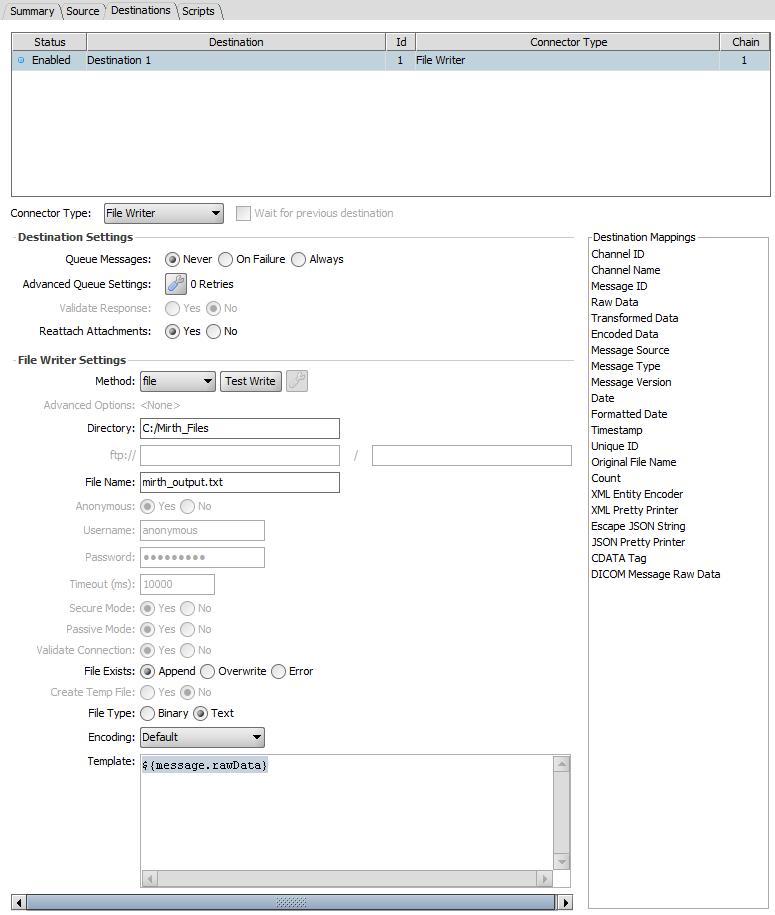 Summary Source Destinations Scripts
Status Destination Id Connector Type Chain
Enabled Destination 1 1 File Writer 1
Connector Type: File Writer Wait for previous destination
Destination Settings
Queue Messages: Never On Failure Always
Advanced Queue Settings: 0 Retries
Validate Response: Yes No
Reattach Attachments: Yes No
File Writer Settings
Method: file Test Write
Advanced Options: <None>
Directory: C:/Mirth_Files
ftp:// /
File Name: mirth_output.txt
Anonymous: Yes No
Username: anonymous
Password: •••••••••
Timeout (ms): 10000
Secure Mode: Yes No
Passive Mode: Yes No
Validate Connection: Yes No
File Exists: Append Overwrite Error
Create Temp File: Yes No
File Type: Binary Text
Encoding: Default
Template: ${message.rawData}
Destination Mappings
Channel ID
Channel Name
Message ID
Raw Data
Transformed Data
Encoded Data
Message Source
Message Type
Message Version
Date
Formatted Date
Timestamp
Unique ID
Original File Name
Count
XML Entity Encoder
XML Pretty Printer
Escape JSON String
JSON Pretty Printer
CDATA Tag
DICOM Message Raw Data